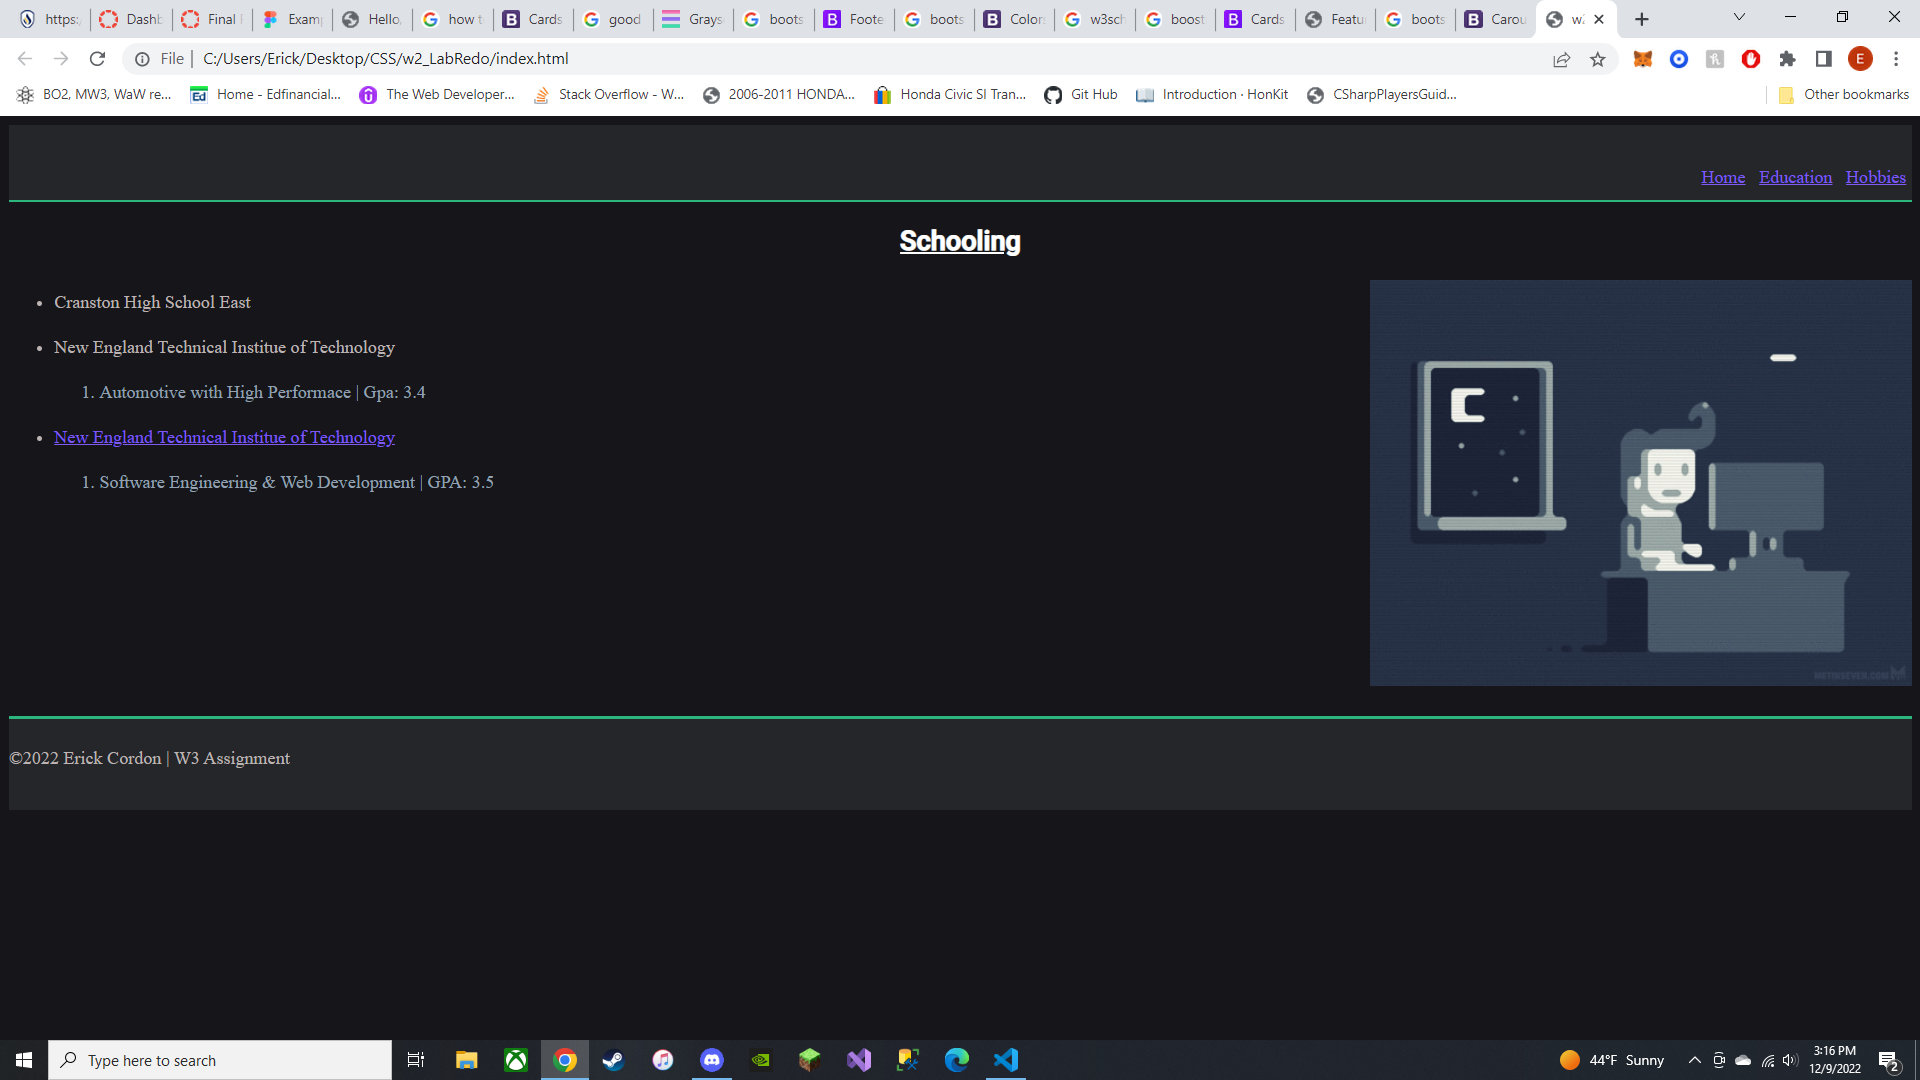 https: Dashb Final Examp Hello, how t Cards good Grays boots Foote boots Color w3sch boost Cards Featu boots Carou w2
File | C:/Users/Erick/Desktop/CSS/w2_LabRedo/index.html E
BO2, MW3, WaW re... Home - Edfinancial... The Web Developer... Stack Overflow - W... 2006-2011 HONDA... Honda Civic SI Tran... Git Hub Introduction · HonKit CSharpPlayersGuid... Other bookmarks
Home Education Hobbies
Schooling
• Cranston High School East
• New England Technical Institue of Technology
1. Automotive with High Performace | Gpa: 3.4
• New England Technical Institue of Technology
1. Software Engineering & Web Development | GPA: 3.5
©2022 Erick Cordon | W3 Assignment
Type here to search 44°F Sunny 3:16 PM
12/9/2022 2